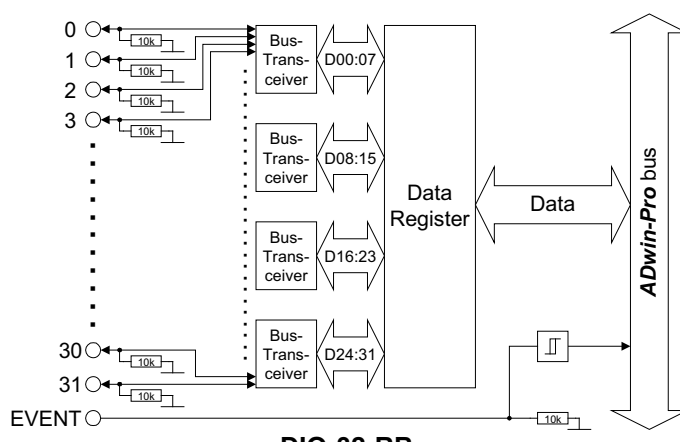 0
10k
1
10k
2
10k
3
10k
30
10k
31
10k
EVENT
Bus-
Trans-
ceiver
D00:07
Bus-
Trans-
ceiver
D08:15
Bus-
Trans-
ceiver
D16:23
Bus-
Trans-
ceiver
D24:31
Data
Register
Data
ADwin-Pro bus
10k